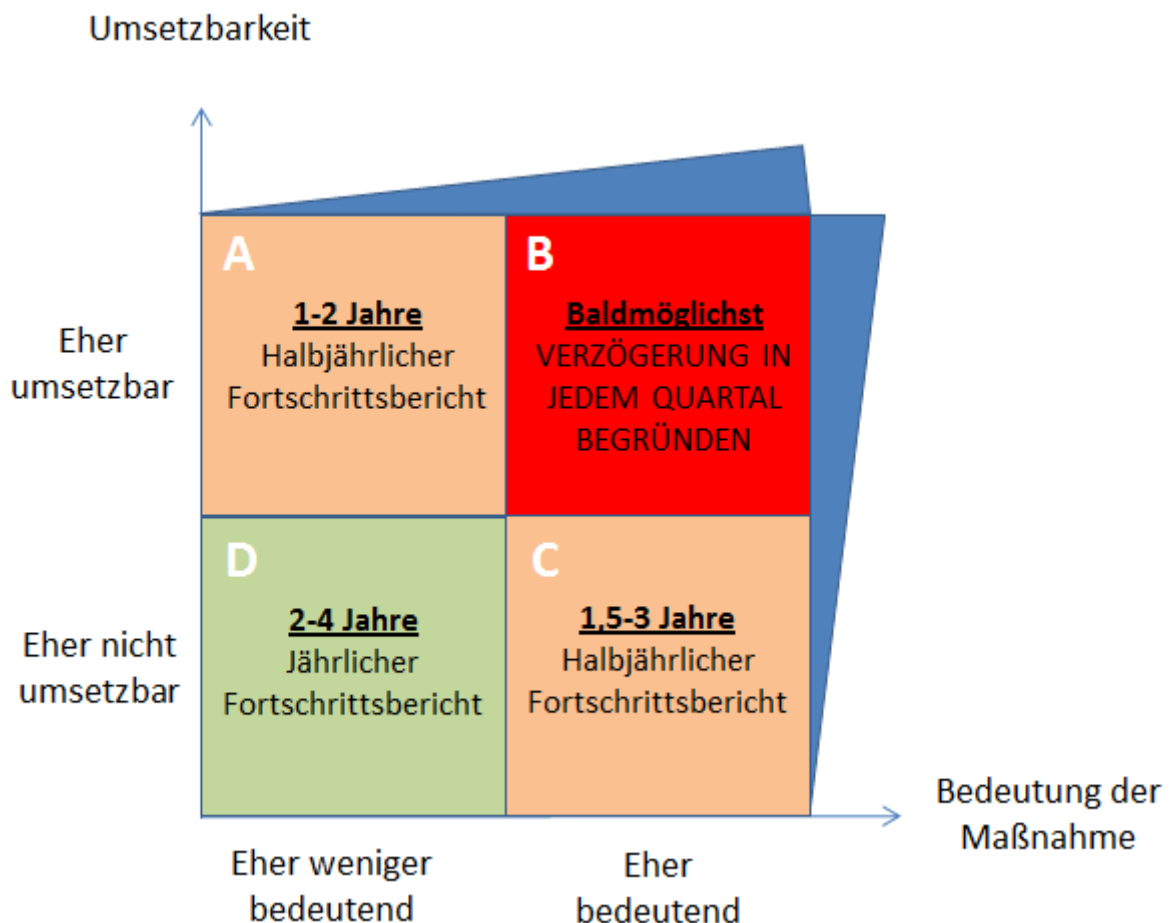 Umsetzbarkeit
A
1-2 Jahre
Halbjährlicher
Fortschrittsbericht
B
Baldmöglichst
VERZÖGERUNG IN
JEDEM QUARTAL
BEGRÜNDEN
Eher
umsetzbar
D
2-4 Jahre
Jährlicher
Fortschrittsbericht
C
1,5-3 Jahre
Halbjährlicher
Fortschrittsbericht
Eher nicht
umsetzbar
Bedeutung der
Maßnahme
Eher weniger
bedeutend
Eher
bedeutend